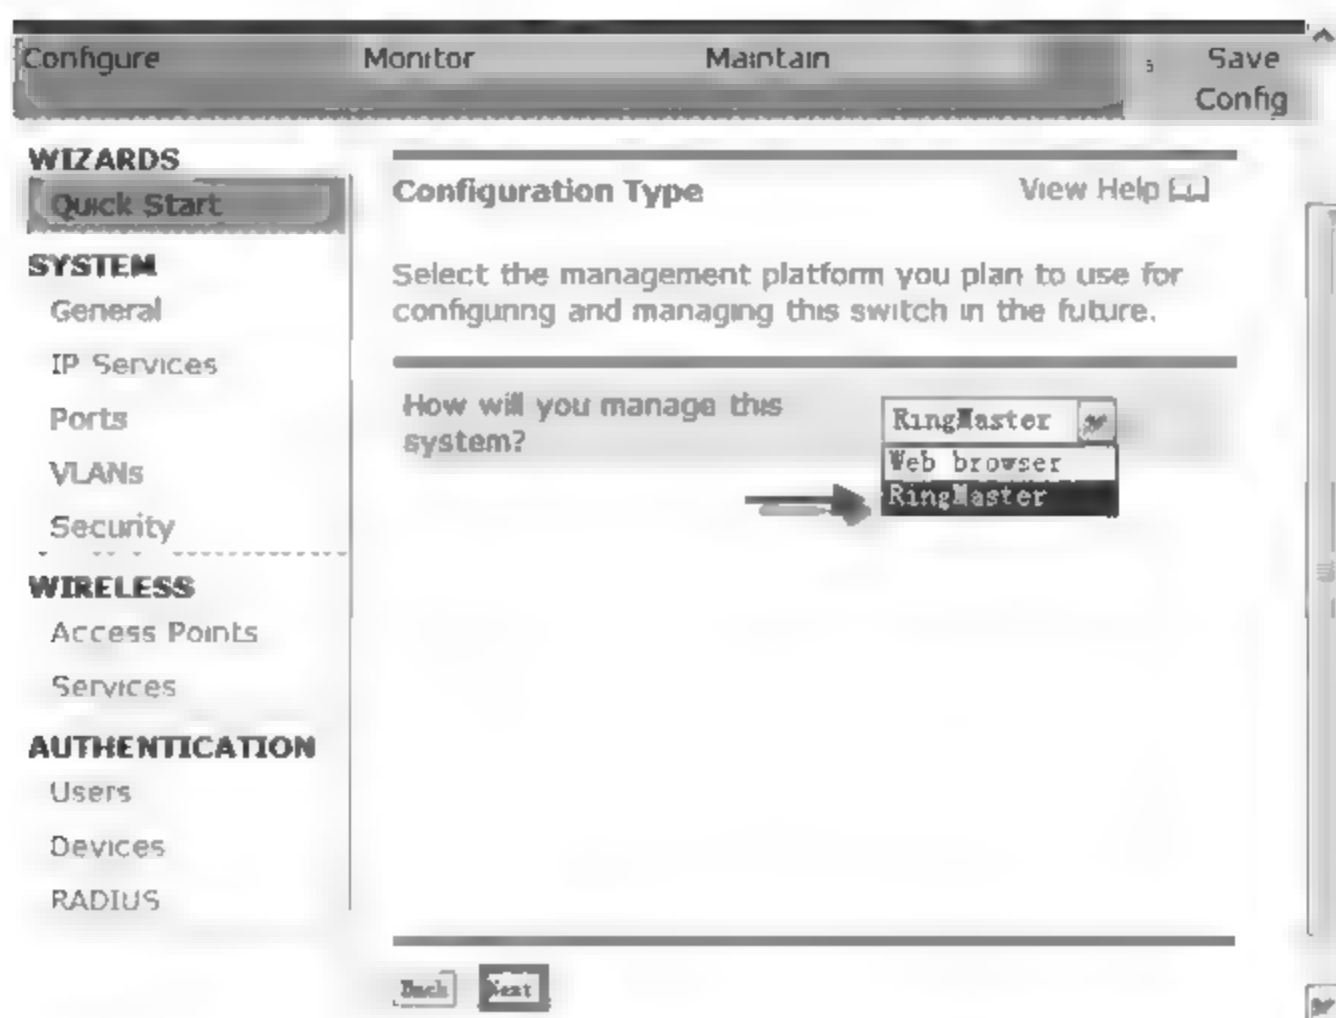 Configure Monitor Maintain s Save
Config
WIZARDS
Quick Start
SYSTEM
General
IP Services
Ports
VLANs
Security
WIRELESS
Access Points
Services
AUTHENTICATION
Users
Devices
RADIUS
Configuration Type View Help
Select the management platform you plan to use for
configuring and managing this switch in the future.
How will you manage this
system?
RingMaster
Web browser
RingMaster
Back Next